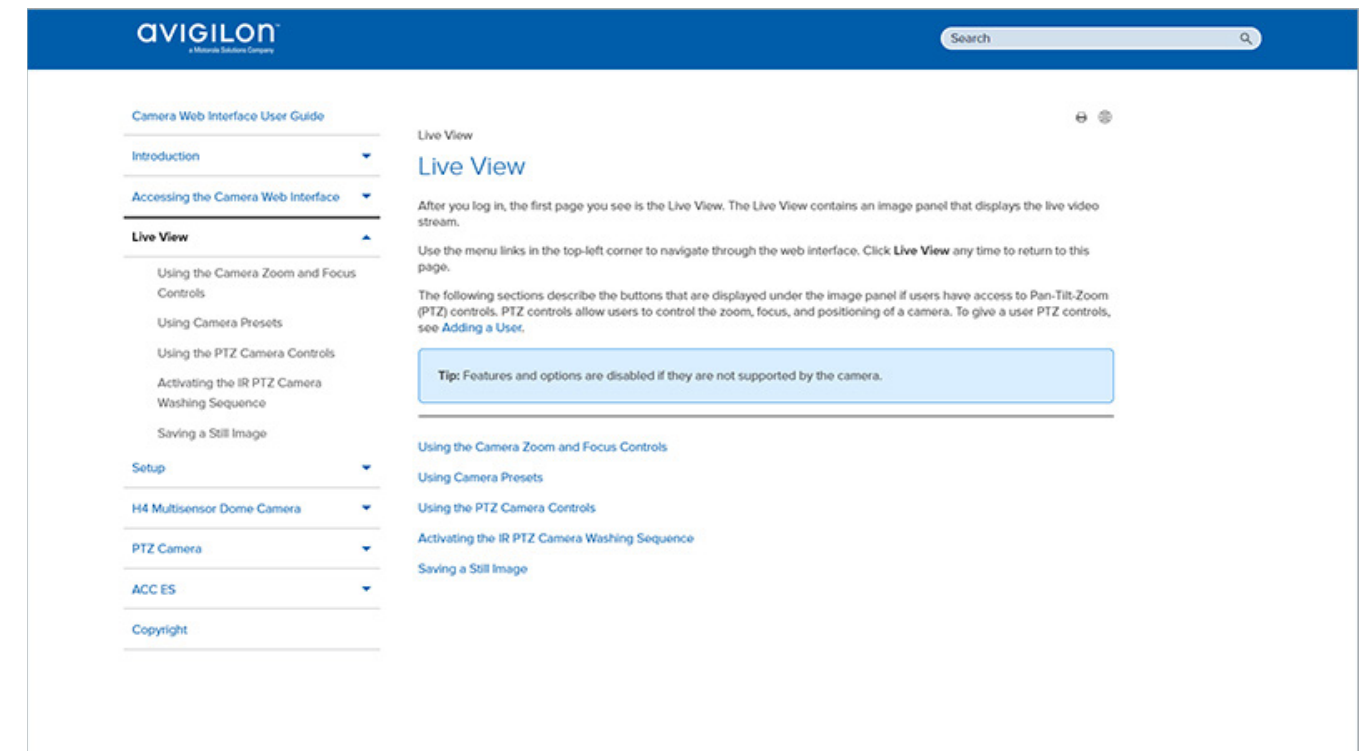 avigilon™
a Motorola Solutions Company
Search
Camera Web Interface User Guide
Introduction
Accessing the Camera Web Interface
Live View
Using the Camera Zoom and Focus
Controls
Using Camera Presets
Using the PTZ Camera Controls
Activating the IR PTZ Camera
Washing Sequence
Saving a Still Image
Setup
H4 Multisensor Dome Camera
PTZ Camera
ACC ES
Copyright
Live View
Live View
After you log in, the first page you see is the Live View. The Live View contains an image panel that displays the live video
stream.
Use the menu links in the top-left corner to navigate through the web interface. Click Live View any time to return to this
page.
The following sections describe the buttons that are displayed under the image panel if users have access to Pan-Tilt-Zoom
(PTZ) controls. PTZ controls allow users to control the zoom, focus, and positioning of a camera. To give a user PTZ controls,
see Adding a User.
Tip: Features and options are disabled if they are not supported by the camera.
Using the Camera Zoom and Focus Controls
Using Camera Presets
Using the PTZ Camera Controls
Activating the IR PTZ Camera Washing Sequence
Saving a Still Image